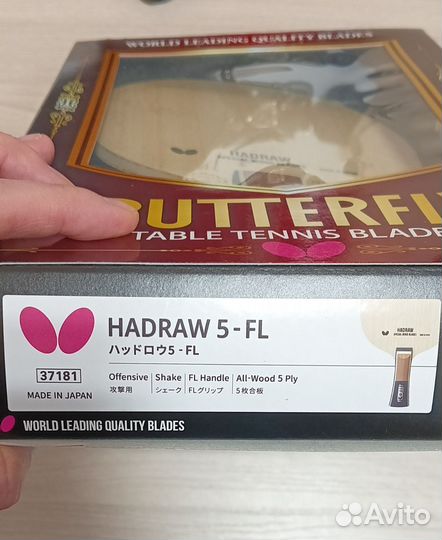 WORLD LEADING QUALITY BLADES
HADRAW
BUTTERFL
TABLE TENNIS BLADE
HADRAW 5-FL
ハッドロウ5-FL
HADRAW
37181
MADE IN JAPAN
Offensive Shake FL Handle All-Wood 5 Ply
攻撃用 シェーク FLグリップ 5枚合板
WORLD LEADING QUALITY BLADES
Avito